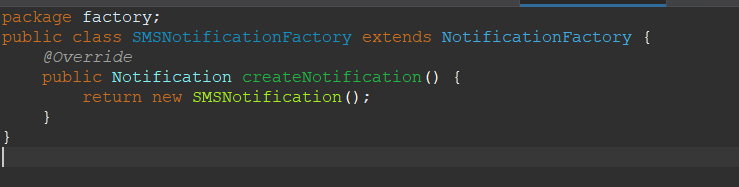 package factory;
public class SMSNotificationFactory extends NotificationFactory {
    @Override
    public Notification createNotification() {
        return new SMSNotification();
    }
}